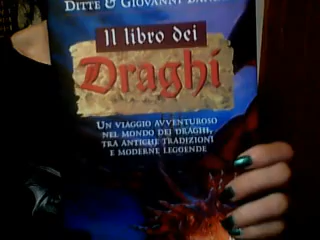 DITTE & GIOVANNI
Il libro dei
Draghi
UN VIAGGIO AVVENTUROSO
NEL MONDO DEI DRAGHI,
TRA ANTICHE TRADIZIONI
E MODERNE LEGGENDE